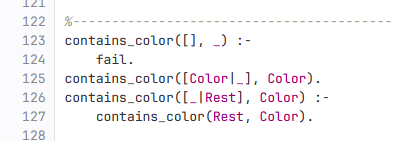 121
122 %------------------------------------------
123 contains_color([], _) :-
124     fail.
125 contains_color([Color|_], Color).
126 contains_color([_|Rest], Color) :-
127     contains_color(Rest, Color).
128